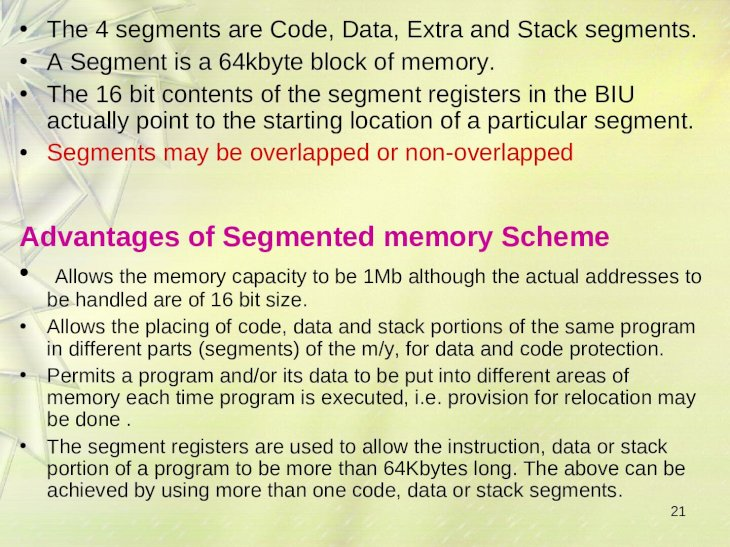 • The 4 segments are Code, Data, Extra and Stack segments.
• A Segment is a 64kbyte block of memory.
• The 16 bit contents of the segment registers in the BIU
actually point to the starting location of a particular segment.
• Segments may be overlapped or non-overlapped
Advantages of Segmented memory Scheme
• Allows the memory capacity to be 1Mb although the actual addresses to
be handled are of 16 bit size.
• Allows the placing of code, data and stack portions of the same program
in different parts (segments) of the m/y, for data and code protection.
• Permits a program and/or its data to be put into different areas of
memory each time program is executed, i.e. provision for relocation may
be done .
• The segment registers are used to allow the instruction, data or stack
portion of a program to be more than 64Kbytes long. The above can be
achieved by using more than one code, data or stack segments.
21